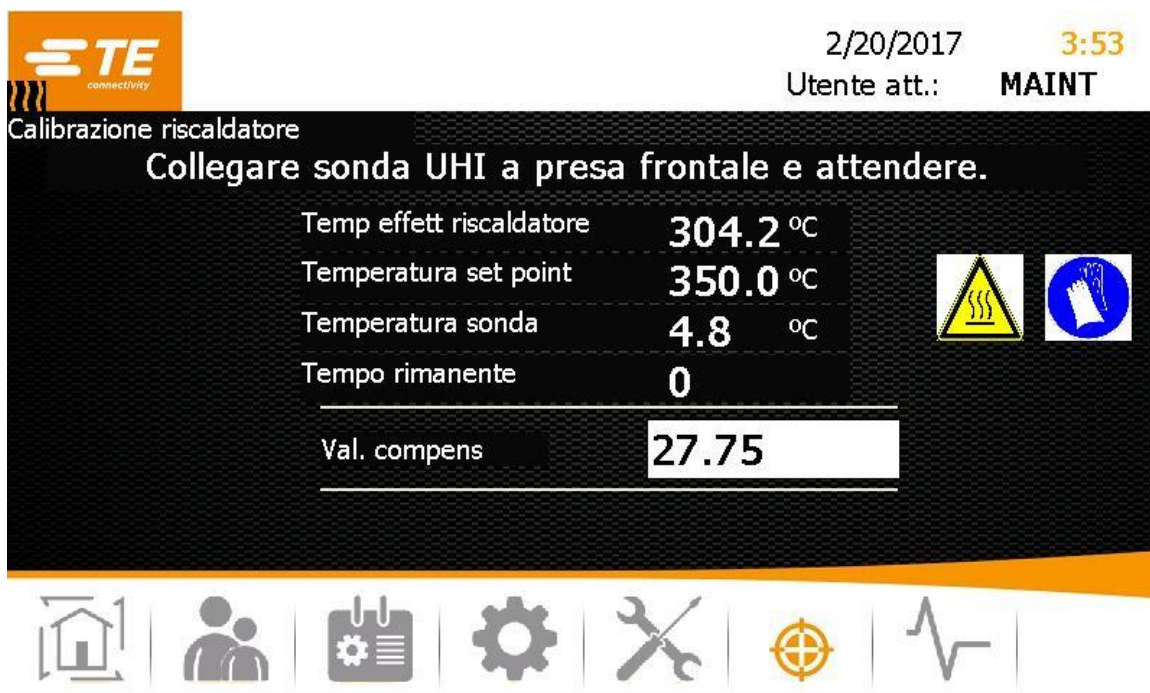 TE
connectivity
2/20/2017 3:53
Utente att.: MAINT
Calibrazione riscaldatore
Collegare sonda UHI a presa frontale e attendere.
Temp effett riscaldatore 304.2 ºC
Temperatura set point 350.0 ºC
Temperatura sonda 4.8 ºC
Tempo rimanente 0
Val. compens 27.75